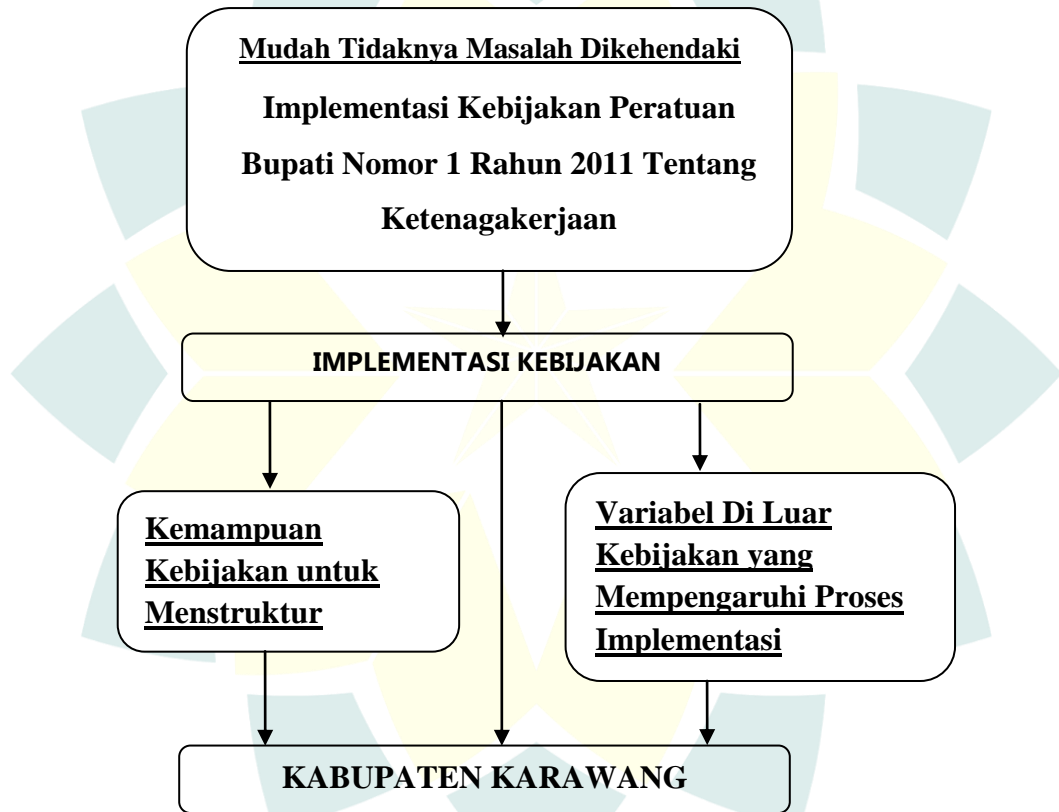 Mudah Tidaknya Masalah Dikehendaki
Implementasi Kebijakan Peratuan
Bupati Nomor 1 Rahun 2011 Tentang
Ketenagakerjaan
IMPLEMENTASI KEBIJAKAN
Kemampuan
Kebijakan untuk
Menstruktur
Variabel Di Luar
Kebijakan yang
Mempengaruhi Proses
Implementasi
KABUPATEN KARAWANG